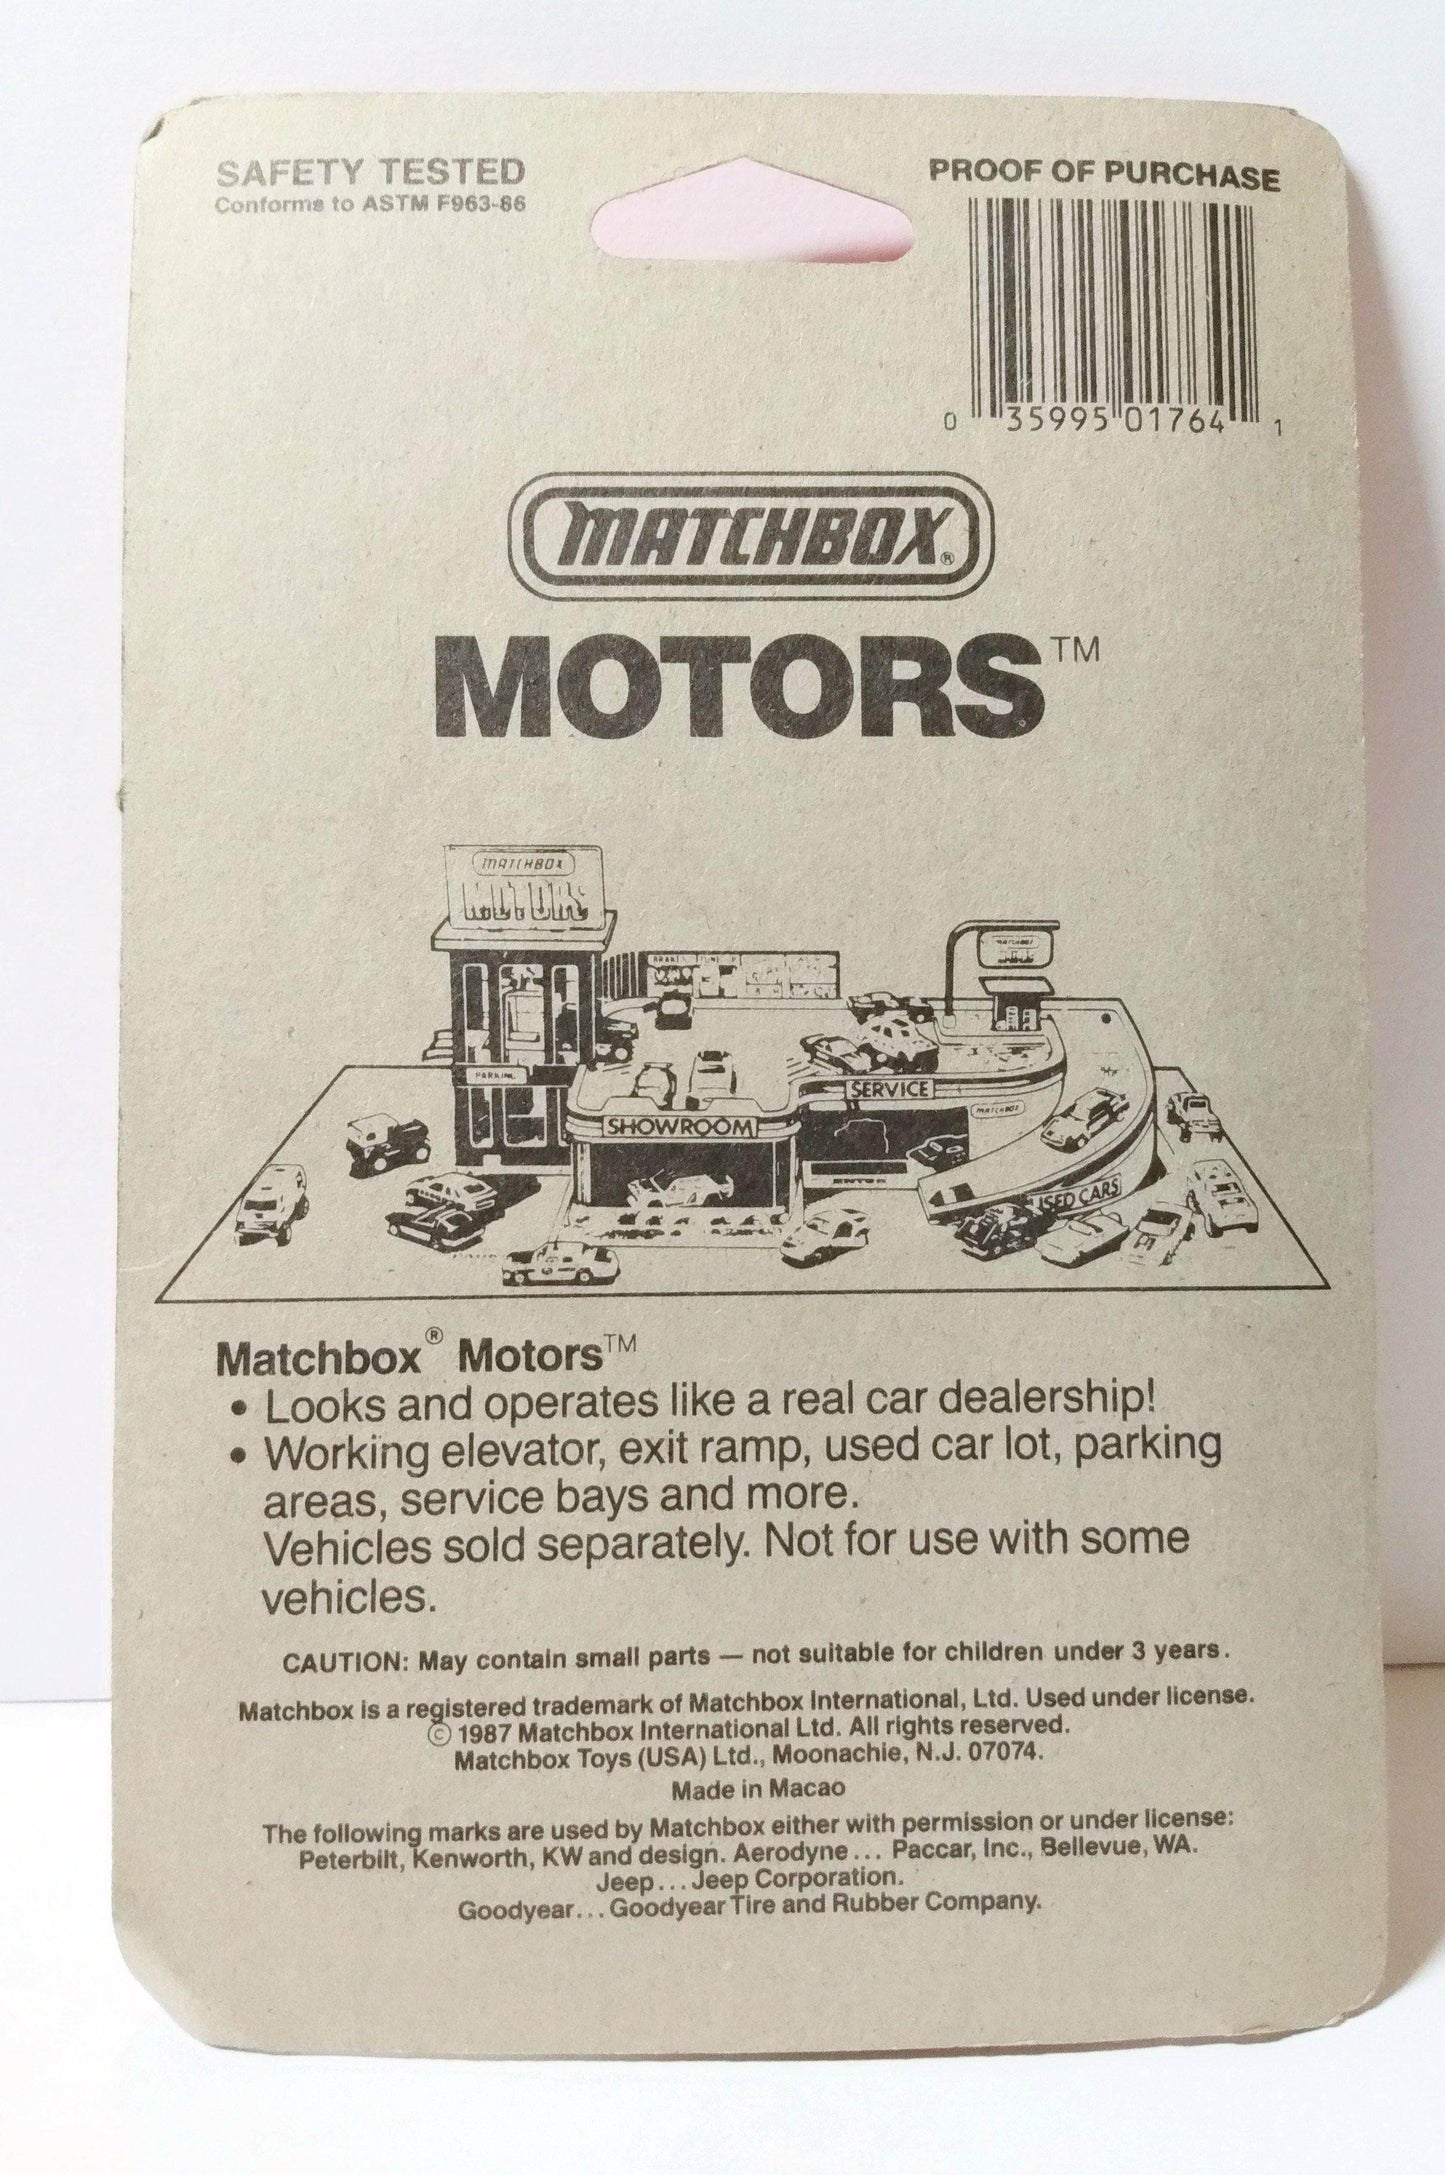 SAFETY TESTED
Conforms to ASTM F963-86
PROOF OF PURCHASE
0 35995 01764 1
MATCHBOX®
MOTORS™
MATCHBOX
MOTORS
MATCHBOX
PARKING
SERVICE
MATCHBOX
SHOWROOM
USED CARS
Matchbox® Motors™
• Looks and operates like a real car dealership!
• Working elevator, exit ramp, used car lot, parking
areas, service bays and more.
Vehicles sold separately. Not for use with some
vehicles.
CAUTION: May contain small parts — not suitable for children under 3 years.
Matchbox is a registered trademark of Matchbox International, Ltd. Used under license.
© 1987 Matchbox International Ltd. All rights reserved.
Matchbox Toys (USA) Ltd., Moonachie, N.J. 07074.
Made in Macao
The following marks are used by Matchbox either with permission or under license:
Peterbilt, Kenworth, KW and design. Aerodyne... Paccar, Inc., Bellevue, WA.
Jeep...Jeep Corporation.
Goodyear...Goodyear Tire and Rubber Company.